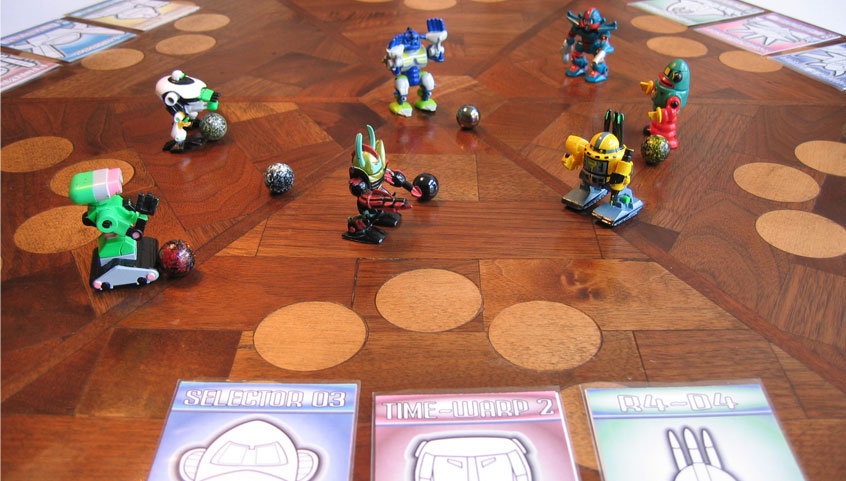 SELECTOR 03
TIME-WARP 2
R4-D4